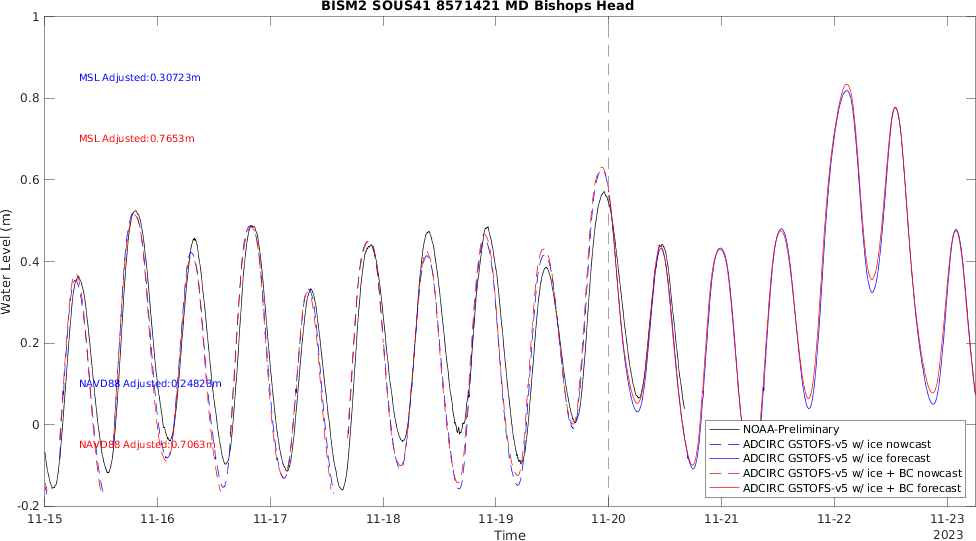 BISM2 SOUS41 8571421 MD Bishops Head
1
MSL Adjusted:0.30723m
0.8
MSL Adjusted:0.7653m
0.6
Water Level (m)
0.4
0.2
NAVD88 Adjusted:0.24823m
0
NAVD88 Adjusted:0.7063m
-0.2
NOAA-Preliminary
ADCIRC GSTOFS-v5 w/ ice nowcast
ADCIRC GSTOFS-v5 w/ ice forecast
ADCIRC GSTOFS-v5 w/ ice + BC nowcast
ADCIRC GSTOFS-v5 w/ ice + BC forecast
11-15 11-16 11-17 11-18 11-19 11-20 11-21 11-22 11-23
Time 2023